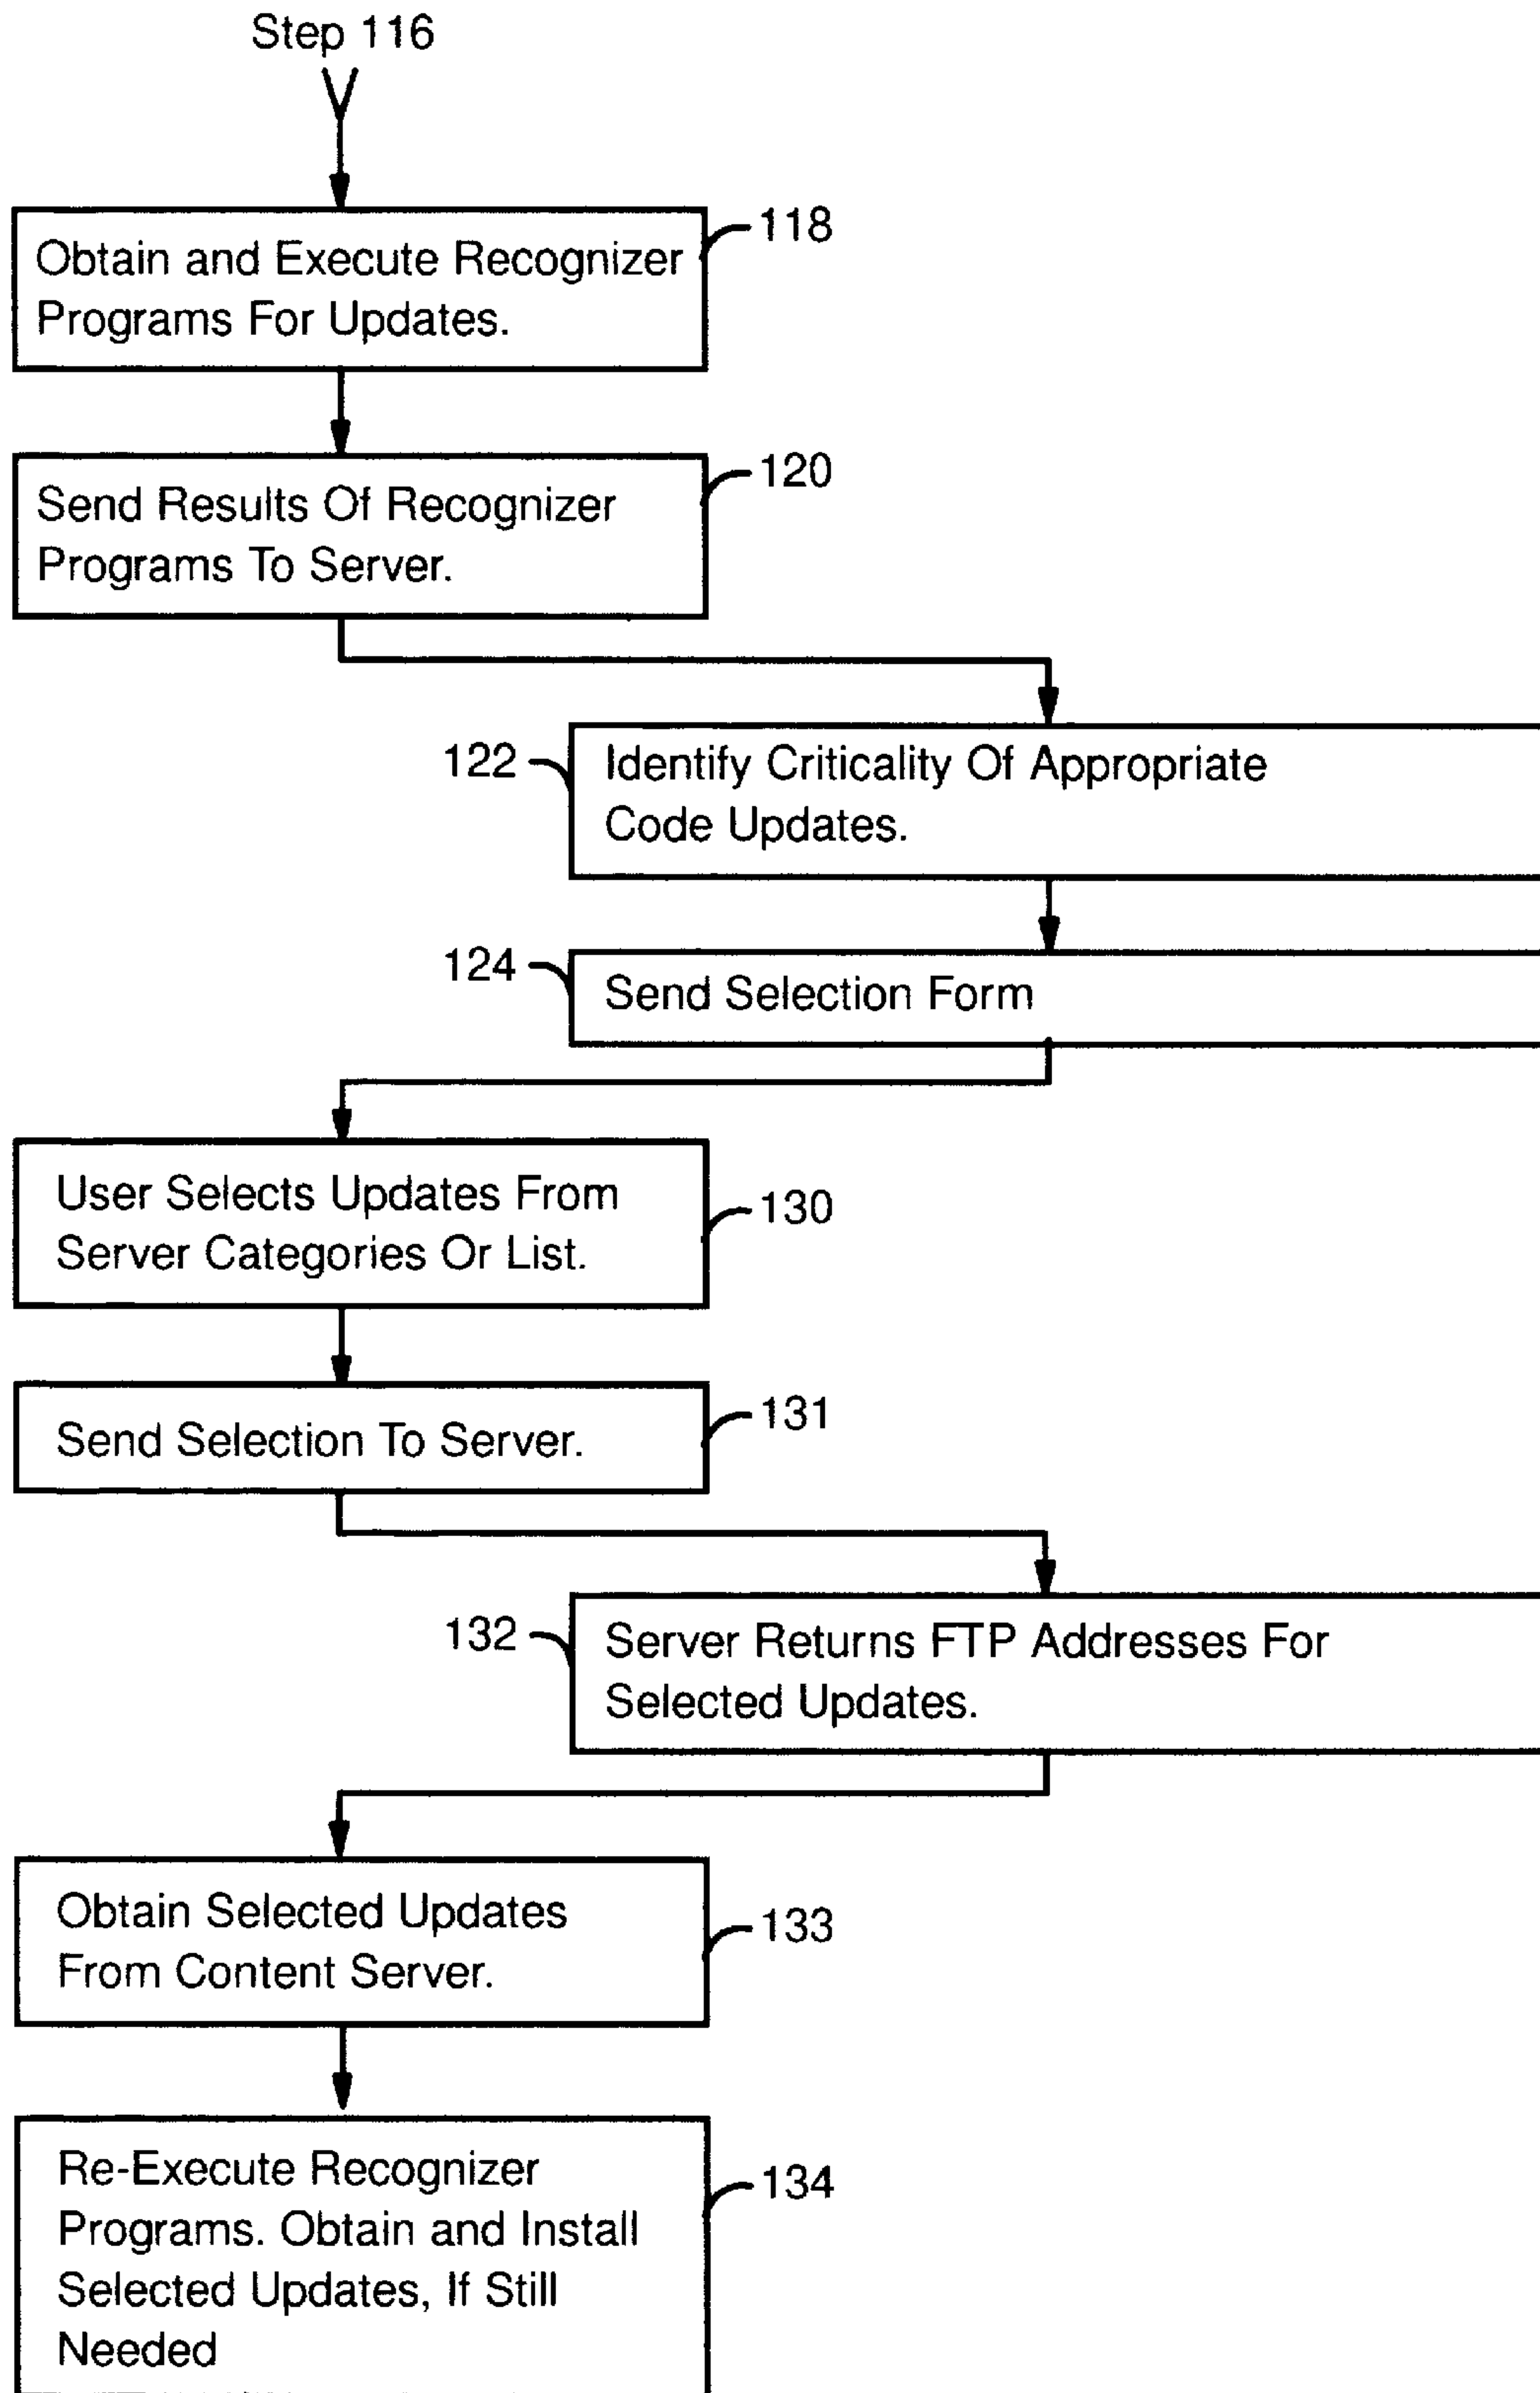 Step 116
118
Obtain and Execute Recognizer
Programs For Updates.
120
Send Results Of Recognizer
Programs To Server.
122
Identify Criticality Of Appropriate
Code Updates.
124
Send Selection Form
User Selects Updates From
Server Categories Or List.
130
Send Selection To Server.
131
132
Server Returns FTP Addresses For
Selected Updates.
Obtain Selected Updates
From Content Server.
133
Re-Execute Recognizer
Programs. Obtain and Install
Selected Updates, If Still
Needed
134